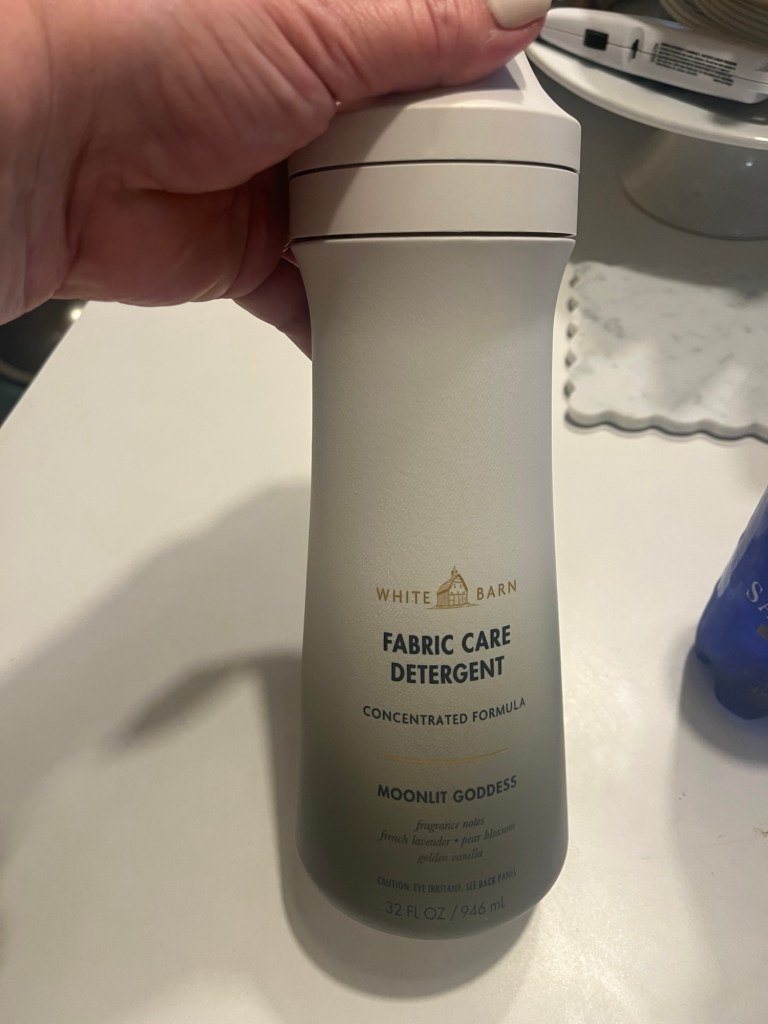 WHITE BARN
FABRIC CARE
DETERGENT
CONCENTRATED FORMULA
MOONLIT GODDESS
fragrance notes
french lavender • pear blossom
golden vanilla
CAUTION: EYE IRRITANT. SEE BACK PANEL
32 FL OZ / 946 mL